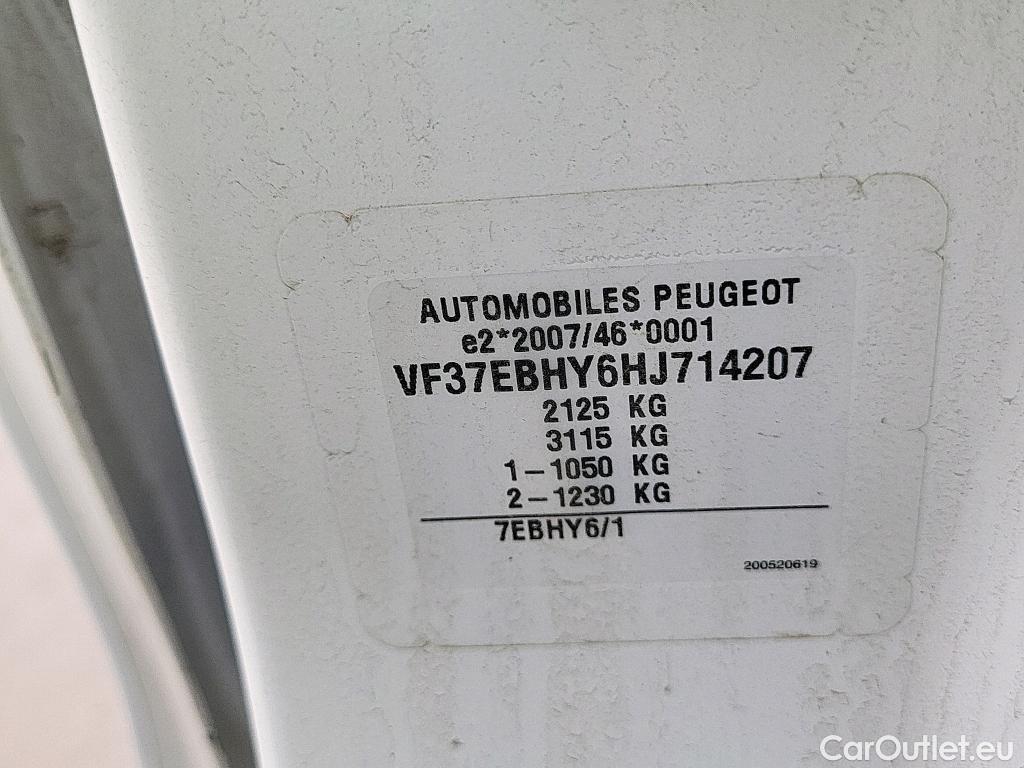 AUTOMOBILES PEUGEOT
e2*2007/46*0001
VF37EBHY6HJ714207
2125 KG
3115 KG
1-1050 KG
2-1230 KG
7EBHY6/1
200520619
CarOutlet.eu